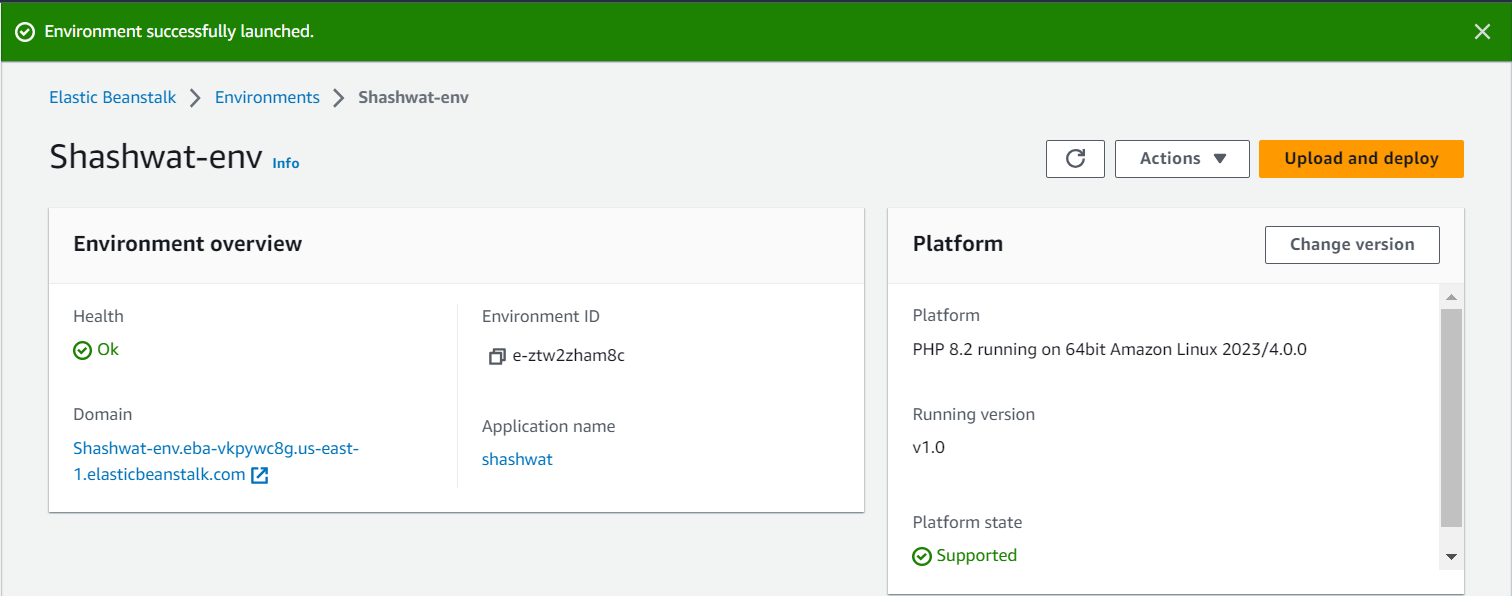 Environment successfully launched.
Elastic Beanstalk > Environments > Shashwat-env
Shashwat-env Info
Actions
Upload and deploy
Environment overview
Health
Ok
Domain
Shashwat-env.eba-vkpywc8g.us-east-
1.elasticbeanstalk.com
Environment ID
e-ztw2zham8c
Application name
shashwat
Platform
Change version
Platform
PHP 8.2 running on 64bit Amazon Linux 2023/4.0.0
Running version
v1.0
Platform state
Supported